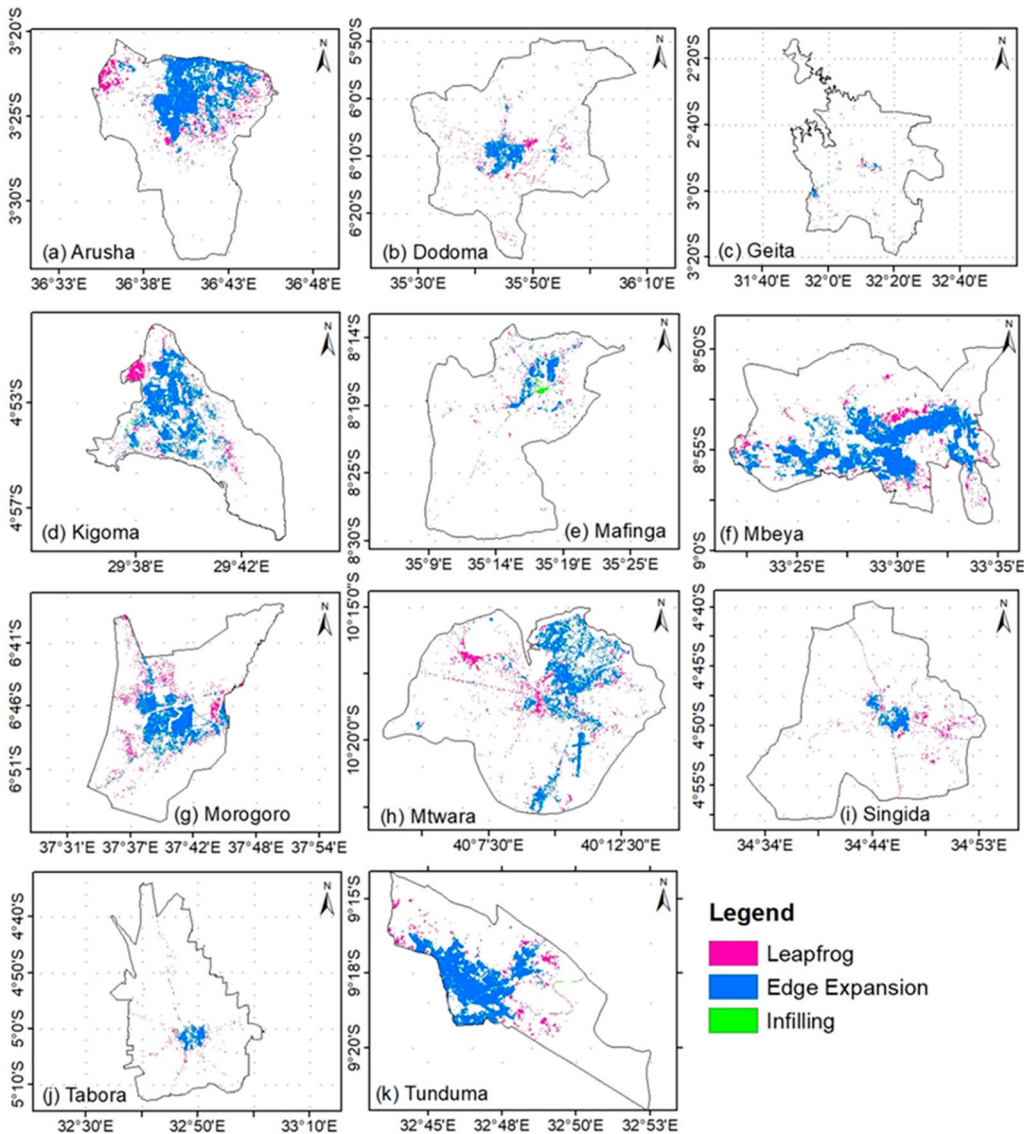 3°20'S
3°25'S
3°30'S
N
(a) Arusha
36°33'E 36°38'E 36°43'E 36°48'E
5°50'S
6°0'S
6°10'S
6°20'S
N
(b) Dodoma
35°30'E 35°50'E 36°10'E
2°20'S
2°40'S
3°0'S
3°20'S
N
(c) Geita
31°40'E 32°0'E 32°20'E 32°40'E
4°53'S
4°57'S
N
(d) Kigoma
29°38'E 29°42'E
8°14'S
8°19'S
8°25'S
8°30'S
N
(e) Mafinga
35°9'E 35°14'E 35°19'E 35°25'E
8°50'S
8°55'S
9°0'S
N
(f) Mbeya
33°25'E 33°30'E 33°35'E
6°41'S
6°46'S
6°51'S
N
(g) Morogoro
37°31'E 37°37'E 37°42'E 37°48'E 37°54'E
10°15'0"S
10°20'0"S
N
(h) Mtwara
40°7'30"E 40°12'30"E
4°40'S
4°45'S
4°50'S
4°55'S
N
(i) Singida
34°34'E 34°44'E 34°53'E
4°40'S
4°50'S
5°0'S
5°10'S
N
(j) Tabora
32°30'E 32°50'E 33°10'E
9°15'S
9°18'S
9°20'S
N
(k) Tunduma
32°45'E 32°48'E 32°50'E 32°53'E
Legend
Leapfrog
Edge Expansion
Infilling